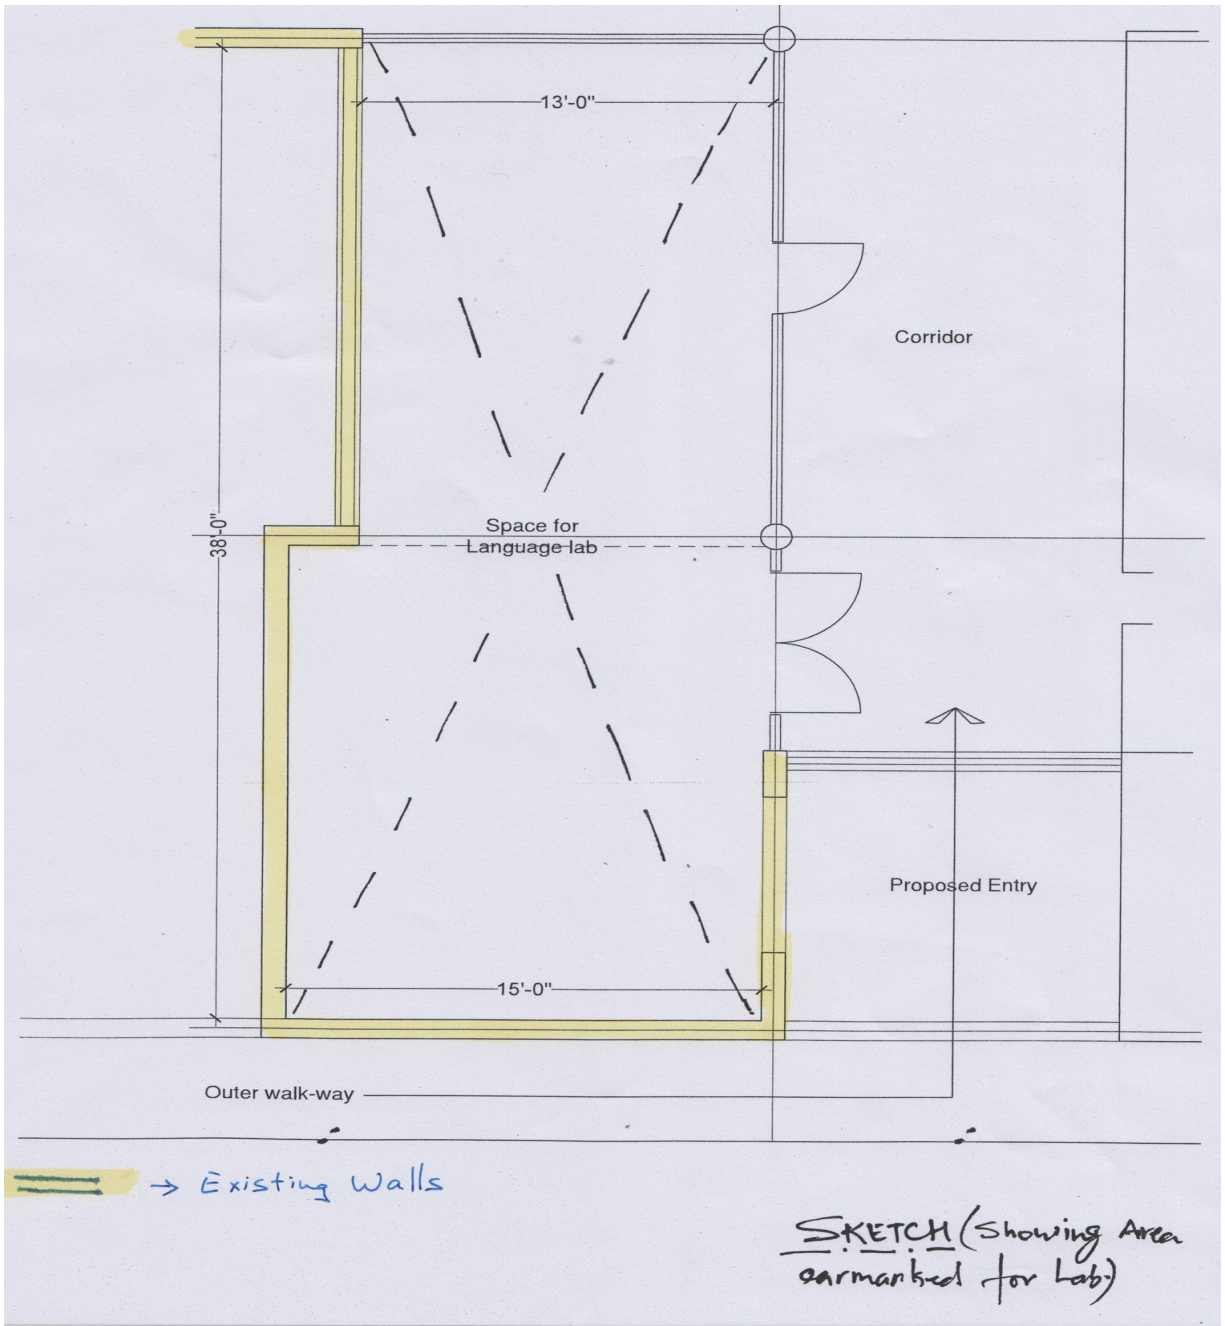 13'-0"
Corridor
38'-0"
Space for
Language lab
Proposed Entry
15'-0"
Outer walk-way
→ Existing Walls
SKETCH (Showing Area
earmarked for Lab)